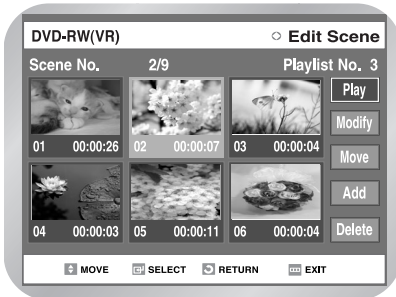 DVD-RW(VR) Edit Scene
Scene No. 2/9 Playlist No. 3
Play
01 00:00:26 02 00:00:07 03 00:00:04
Modify
Move
Add
04 00:00:03 05 00:00:11 06 00:00:04
Delete
MOVE SELECT RETURN EXIT